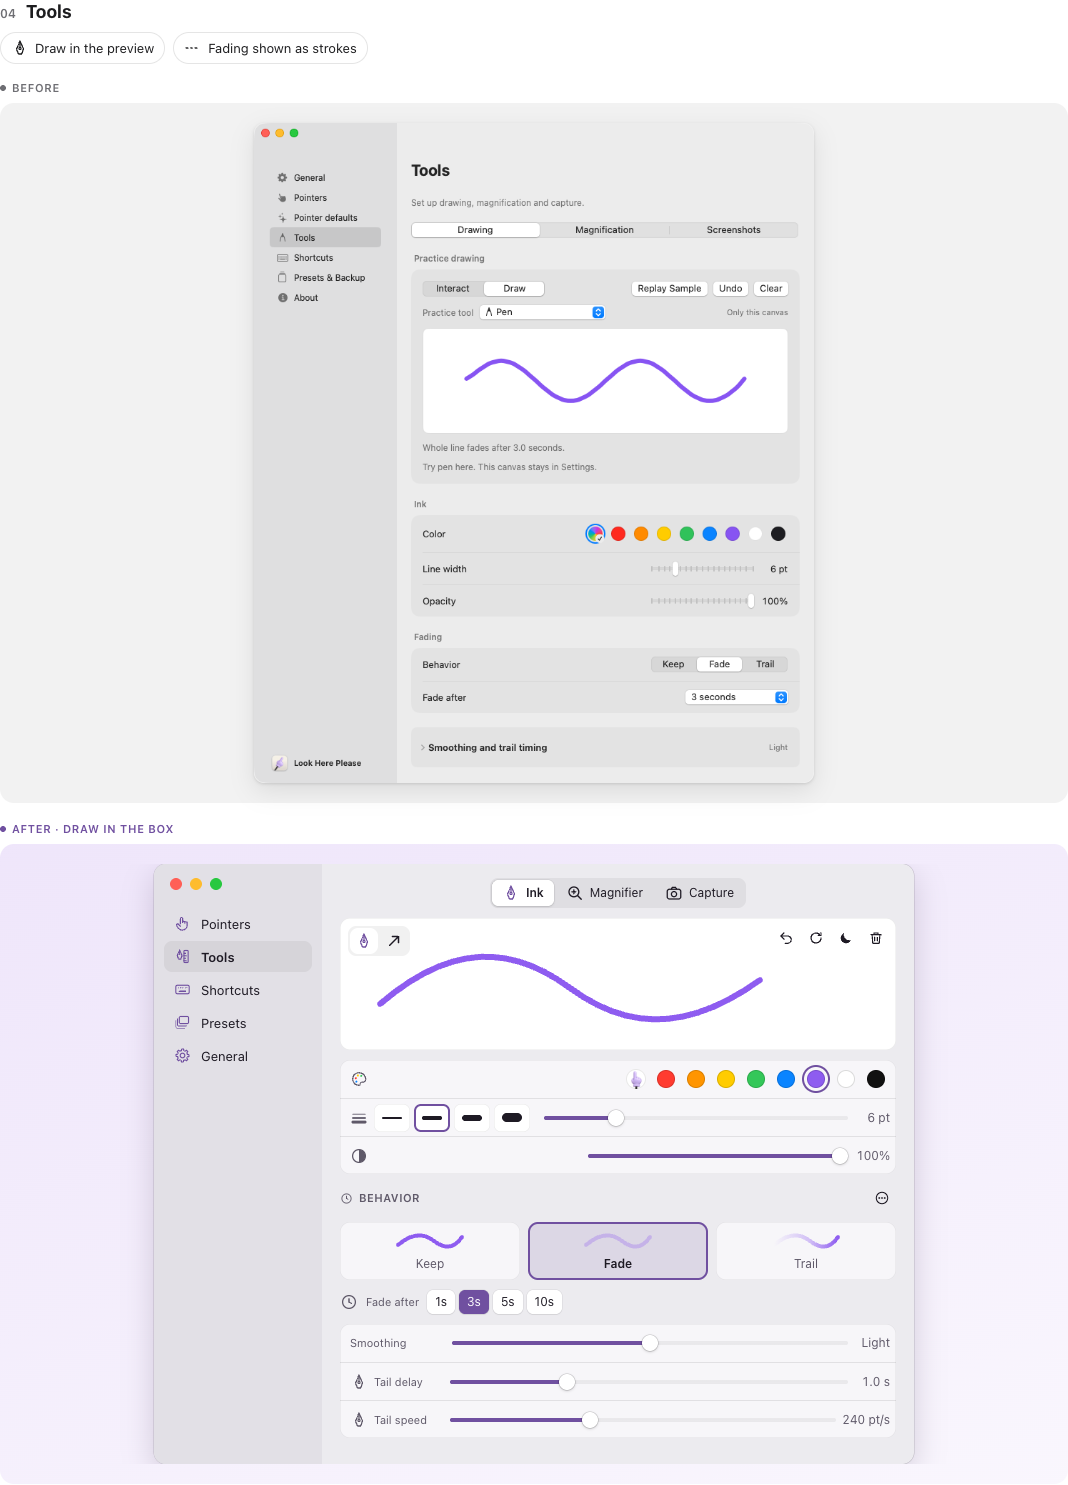 04 Tools
Draw in the preview
Fading shown as strokes
BEFORE
General
Pointers
Pointer defaults
Tools
Shortcuts
Presets & Backup
About
Look Here Please
Tools
Set up drawing, magnification and capture.
Drawing Magnification Screenshots
Practice drawing
Interact Draw Replay Sample Undo Clear
Practice tool Pen Only this canvas
Whole line fades after 3.0 seconds.
Try pen here. This canvas stays in Settings.
Ink
Color
Line width 6 pt
Opacity 100%
Fading
Behavior Keep Fade Trail
Fade after 3 seconds
Smoothing and trail timing Light
AFTER · DRAW IN THE BOX
Pointers
Tools
Shortcuts
Presets
General
Ink Magnifier Capture
6 pt
100%
BEHAVIOR
Keep Fade Trail
Fade after 1s 3s 5s 10s
Smoothing Light
Tail delay 1.0 s
Tail speed 240 pt/s